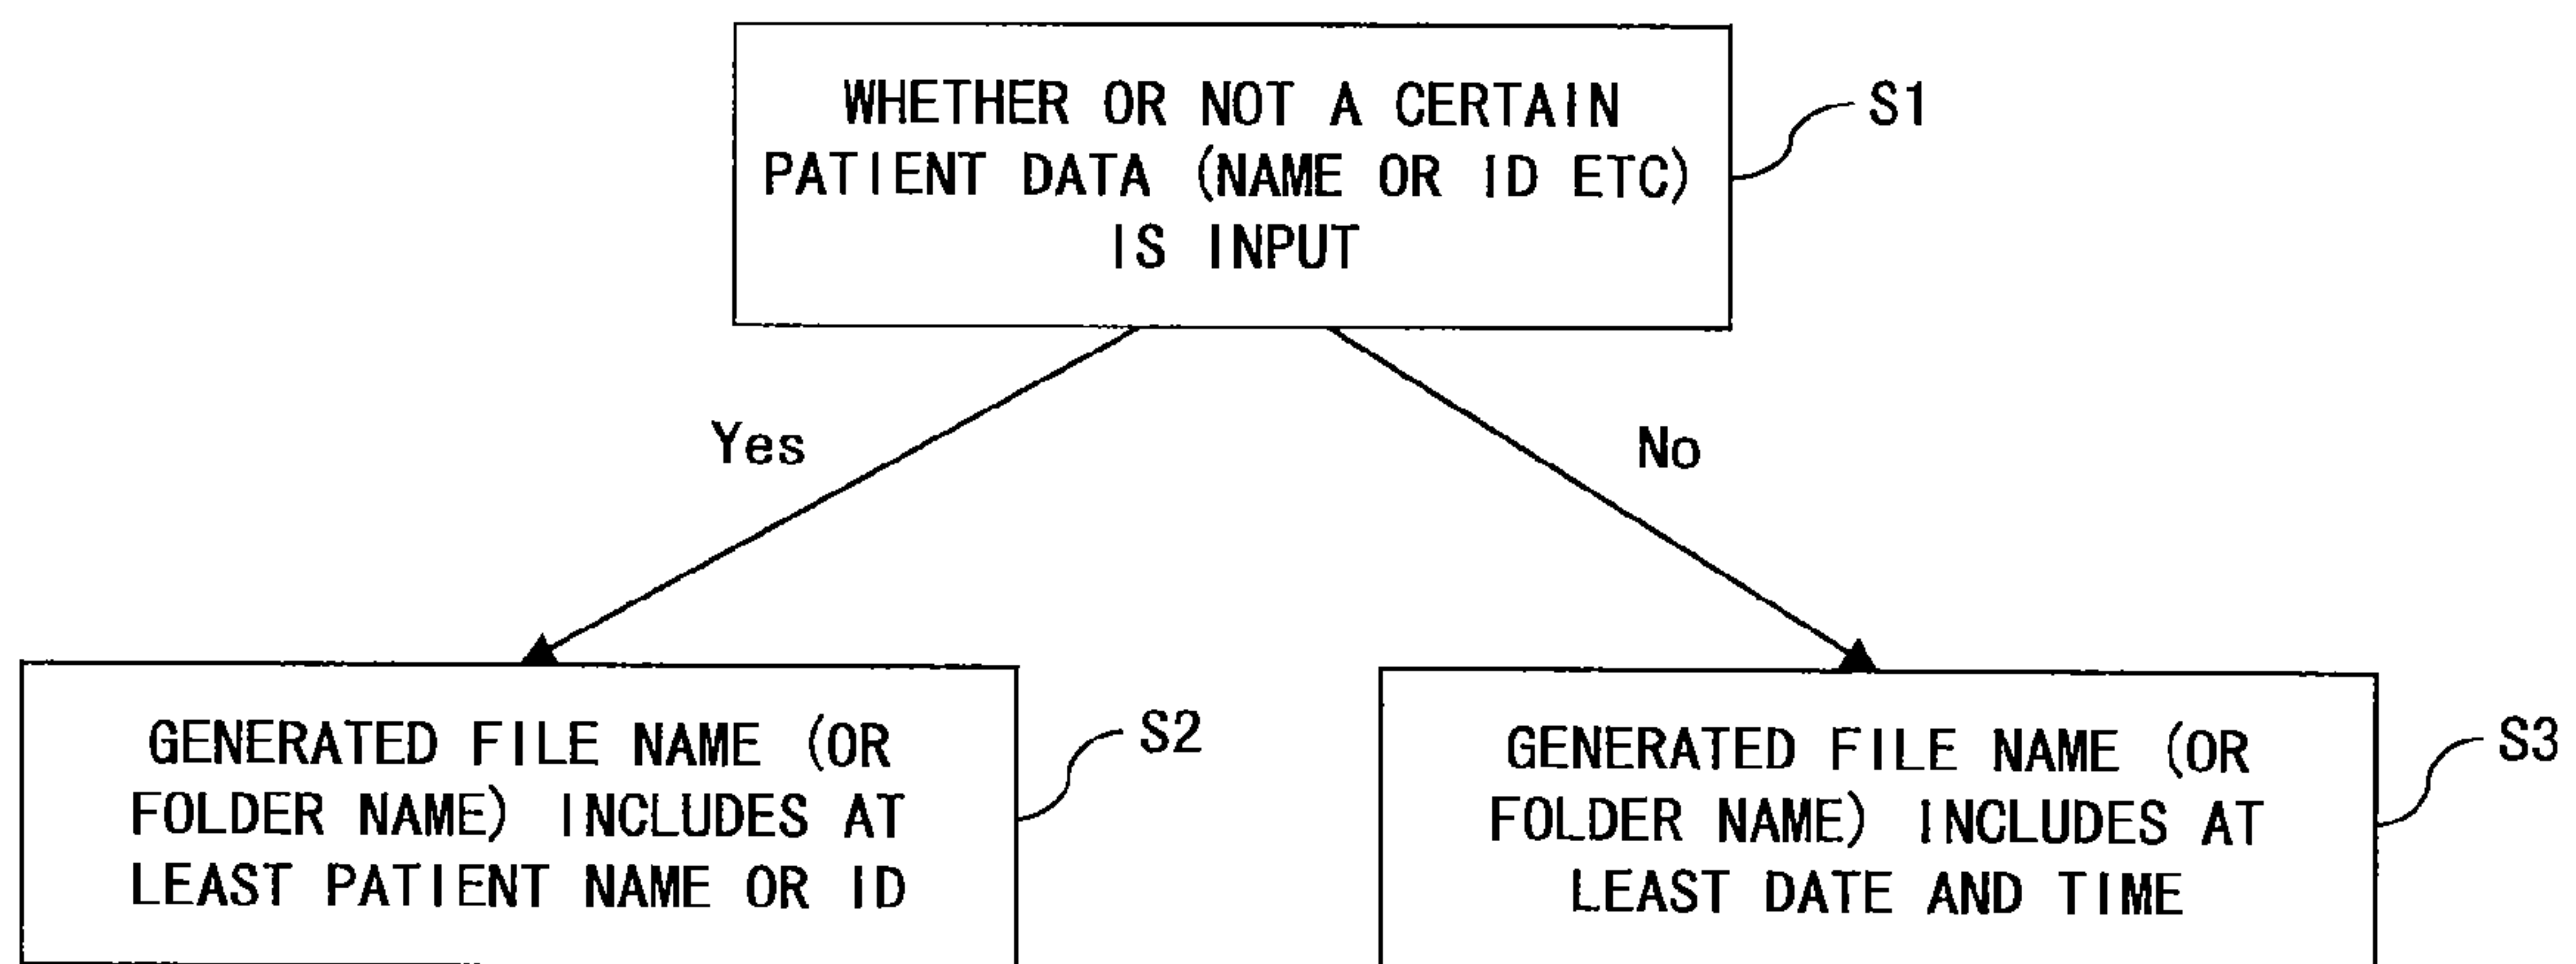 WHETHER OR NOT A CERTAIN
PATIENT DATA (NAME OR ID ETC)
IS INPUT
S1
Yes
No
GENERATED FILE NAME (OR
FOLDER NAME) INCLUDES AT
LEAST PATIENT NAME OR ID
S2
GENERATED FILE NAME (OR
FOLDER NAME) INCLUDES AT
LEAST DATE AND TIME
S3